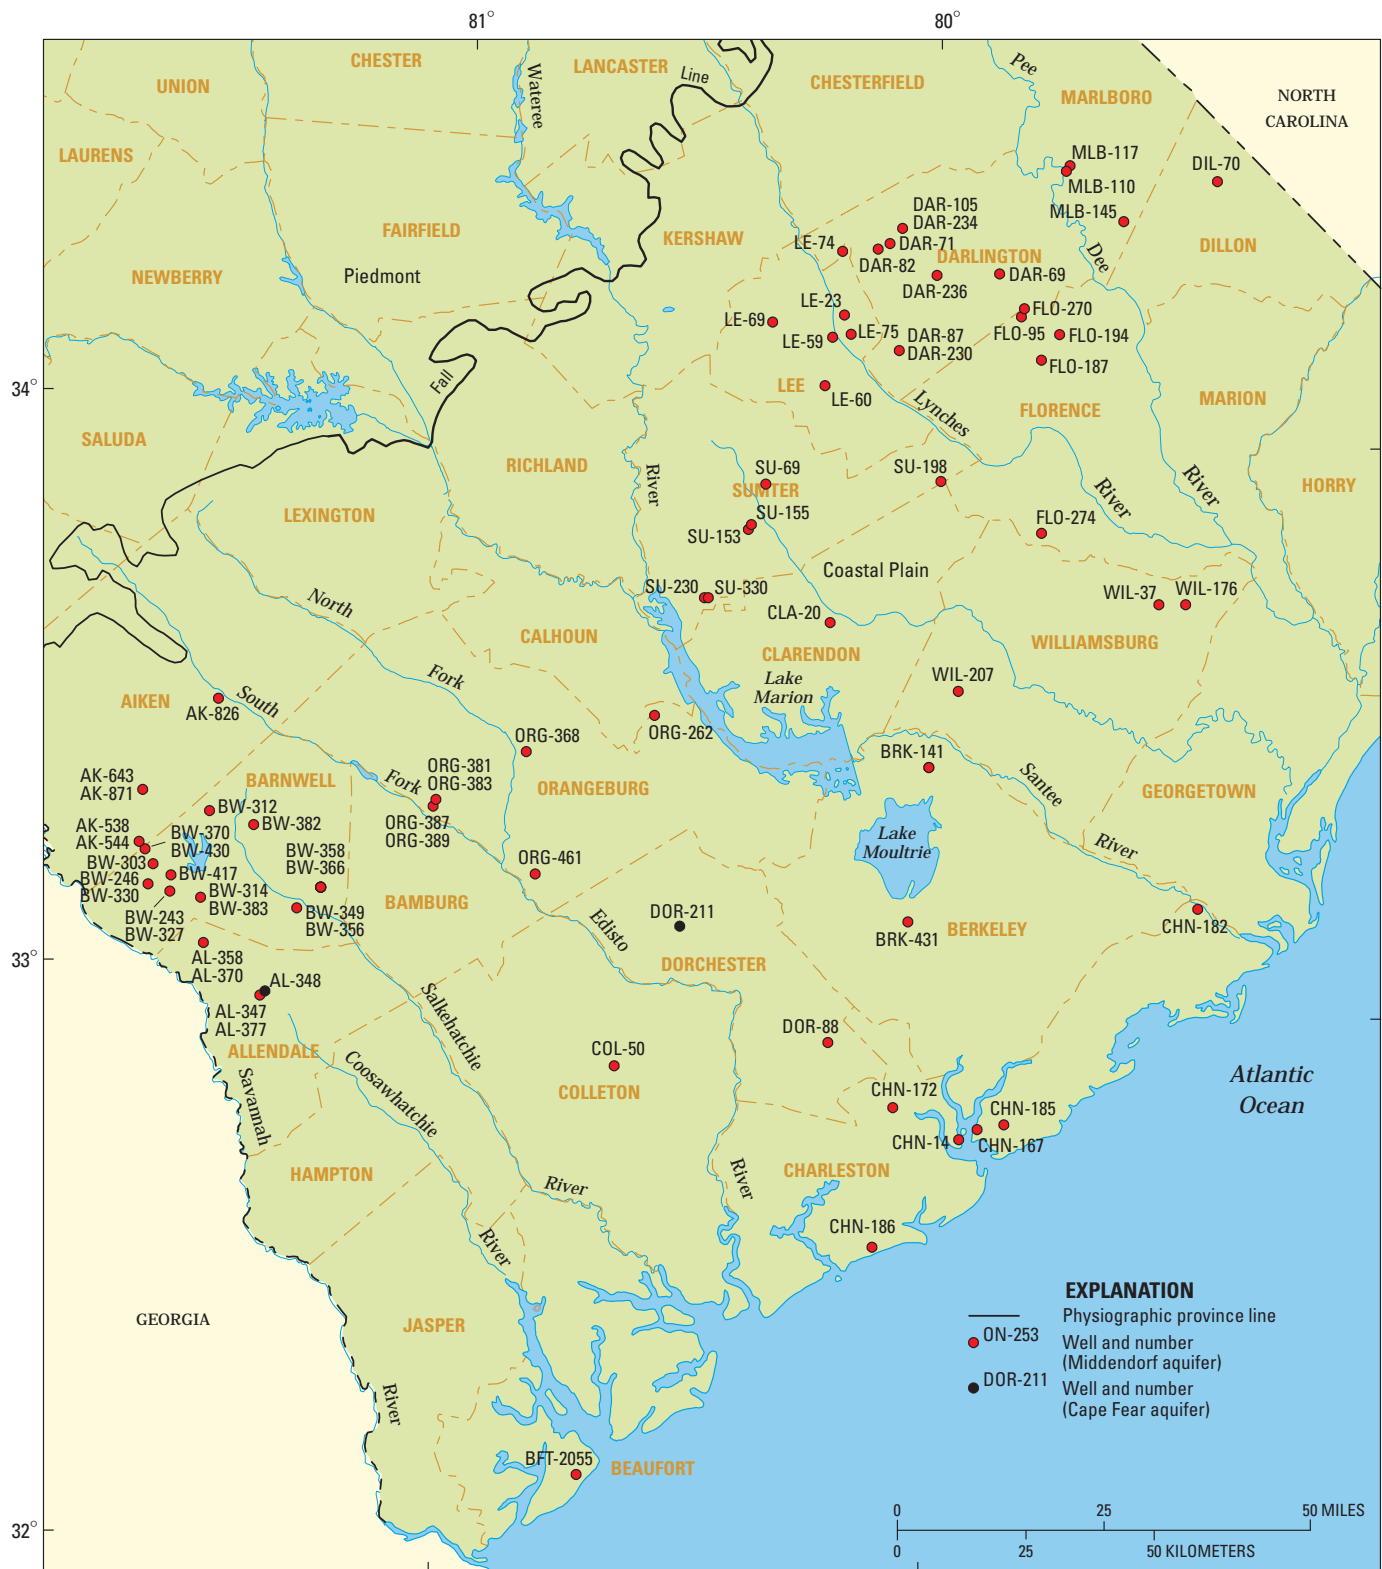 81°
80°
CHESTER
LANCASTER
Line
CHESTERFIELD
Pee
UNION
Wateree
MARLBORO
NORTH
CAROLINA
LAURENS
MLB-117
DIL-70
MLB-110
DAR-105
DAR-234
MLB-145
FAIRFIELD
KERSHAW
LE-74
DAR-71
DARLINGTON
DILLON
DAR-82
Dee
NEWBERRY
Piedmont
DAR-69
DAR-236
LE-23
FLO-270
LE-69
LE-75
DAR-87
FLO-95
FLO-194
LE-59
DAR-230
FLO-187
34°
Fall
LEE
LE-60
Lynches
FLORENCE
MARION
SALUDA
RICHLAND
River
SU-69
SU-198
SUMTER
River
River
HORRY
LEXINGTON
SU-155
SU-153
FLO-274
Coastal Plain
SU-230
SU-330
WIL-37
WIL-176
North
CLA-20
CALHOUN
CLARENDON
WILLIAMSBURG
Fork
Lake
Marion
WIL-207
AIKEN
South
AK-826
ORG-262
ORG-368
BRK-141
ORG-381
ORG-383
AK-643
AK-871
BARNWELL
Fork
ORANGEBURG
Santee
GEORGETOWN
BW-312
ORG-387
ORG-389
AK-538
AK-544
BW-370
BW-430
BW-382
Lake
Moultrie
River
BW-303
BW-358
BW-366
ORG-461
BW-246
BW-330
BW-417
BW-314
BW-383
BAMBURG
BW-243
BW-327
BW-349
BW-356
Edisto
DOR-211
BRK-431
BERKELEY
CHN-182
33°
AL-358
AL-370
DORCHESTER
AL-348
AL-347
AL-377
Salkehatchie
DOR-88
ALLENDALE
COL-50
Coosawhatchie
COLLETON
Atlantic
Ocean
Savannah
CHN-172
CHN-185
CHN-14
CHN-167
HAMPTON
River
River
CHARLESTON
River
CHN-186
GEORGIA
JASPER
River
EXPLANATION
Physiographic province line
ON-253
Well and number
(Middendorf aquifer)
DOR-211
Well and number
(Cape Fear aquifer)
BFT-2055
BEAUFORT
32°
0 25 50 MILES
0 25 50 KILOMETERS